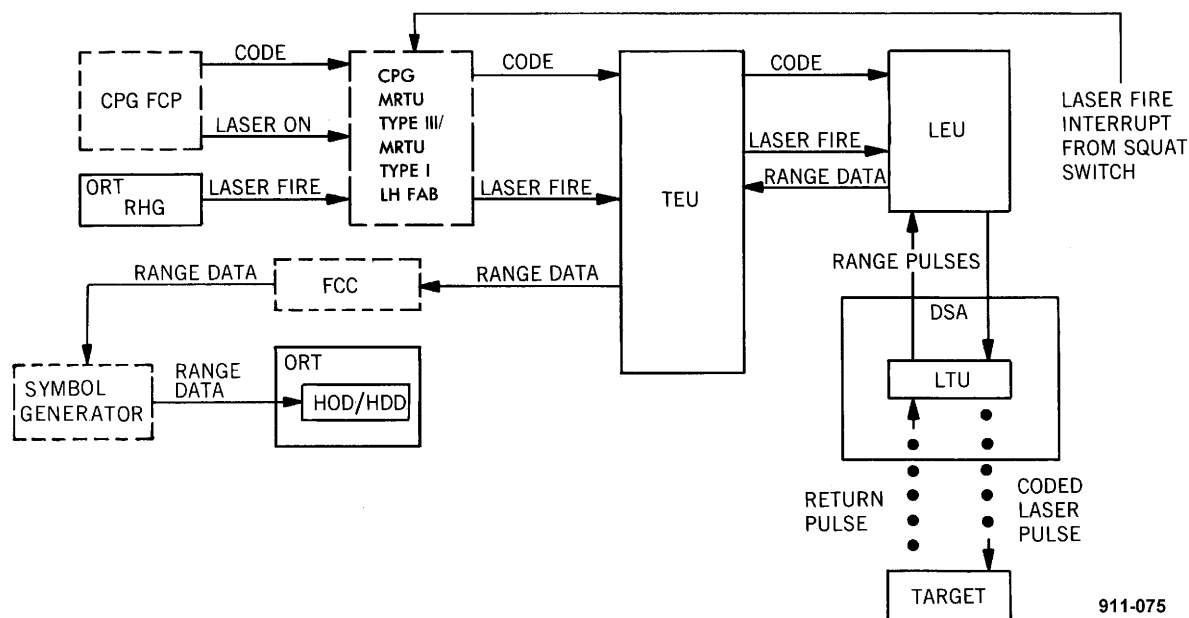 CODE
CPG FCP
LASER ON
ORT
RHG
LASER FIRE
CPG
MRTU
TYPE III/
MRTU
TYPE I
LH FAB
CODE
LASER FIRE
TEU
CODE
LASER FIRE
RANGE DATA
LEU
LASER FIRE
INTERRUPT
FROM SQUAT
SWITCH
RANGE DATA
FCC
RANGE DATA
RANGE PULSES
DSA
LTU
SYMBOL
GENERATOR
RANGE
DATA
ORT
HOD/HDD
RETURN
PULSE
CODED
LASER
PULSE
TARGET
911-075